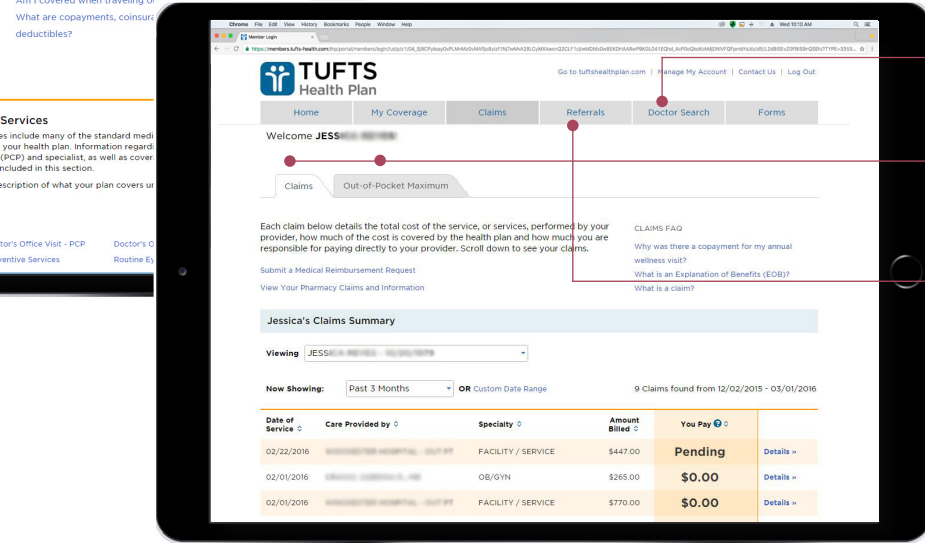 Am I covered when traveling o
What are copayments, coinsura
deductibles?
Services
es include many of the standard medi
your health plan. Information regardi
(PCP) and specialist, as well as cover
ncluded in this section.
escription of what your plan covers ur
tor's Office Visit - PCP Doctor's O
ventive Services Routine Ey
Chrome File Edit View History Bookmarks People Window Help
Wed 10:10 AM
Member Login
TUFTS
Health Plan
Go to tuftshealthplan.com | Manage My Account | Contact Us | Log Out
Home My Coverage Claims Referrals Doctor Search Forms
Welcome JESS
Claims Out-of-Pocket Maximum
Each claim below details the total cost of the service, or services, performed by your
provider, how much of the cost is covered by the health plan and how much you are
responsible for paying directly to your provider. Scroll down to see your claims.
Submit a Medical Reimbursement Request
View Your Pharmacy Claims and Information
CLAIMS FAQ
Why was there a copayment for my annual
wellness visit?
What is an Explanation of Benefits (EOB)?
What is a claim?
Jessica's Claims Summary
Viewing JESS
Now Showing: Past 3 Months OR Custom Date Range 9 Claims found from 12/02/2015 - 03/01/2016
Date of
Service Care Provided by Specialty Amount
Billed You Pay ?
02/22/2016 FACILITY / SERVICE $447.00 Pending Details »
02/01/2016 OB/GYN $265.00 $0.00 Details »
02/01/2016 FACILITY / SERVICE $770.00 $0.00 Details »